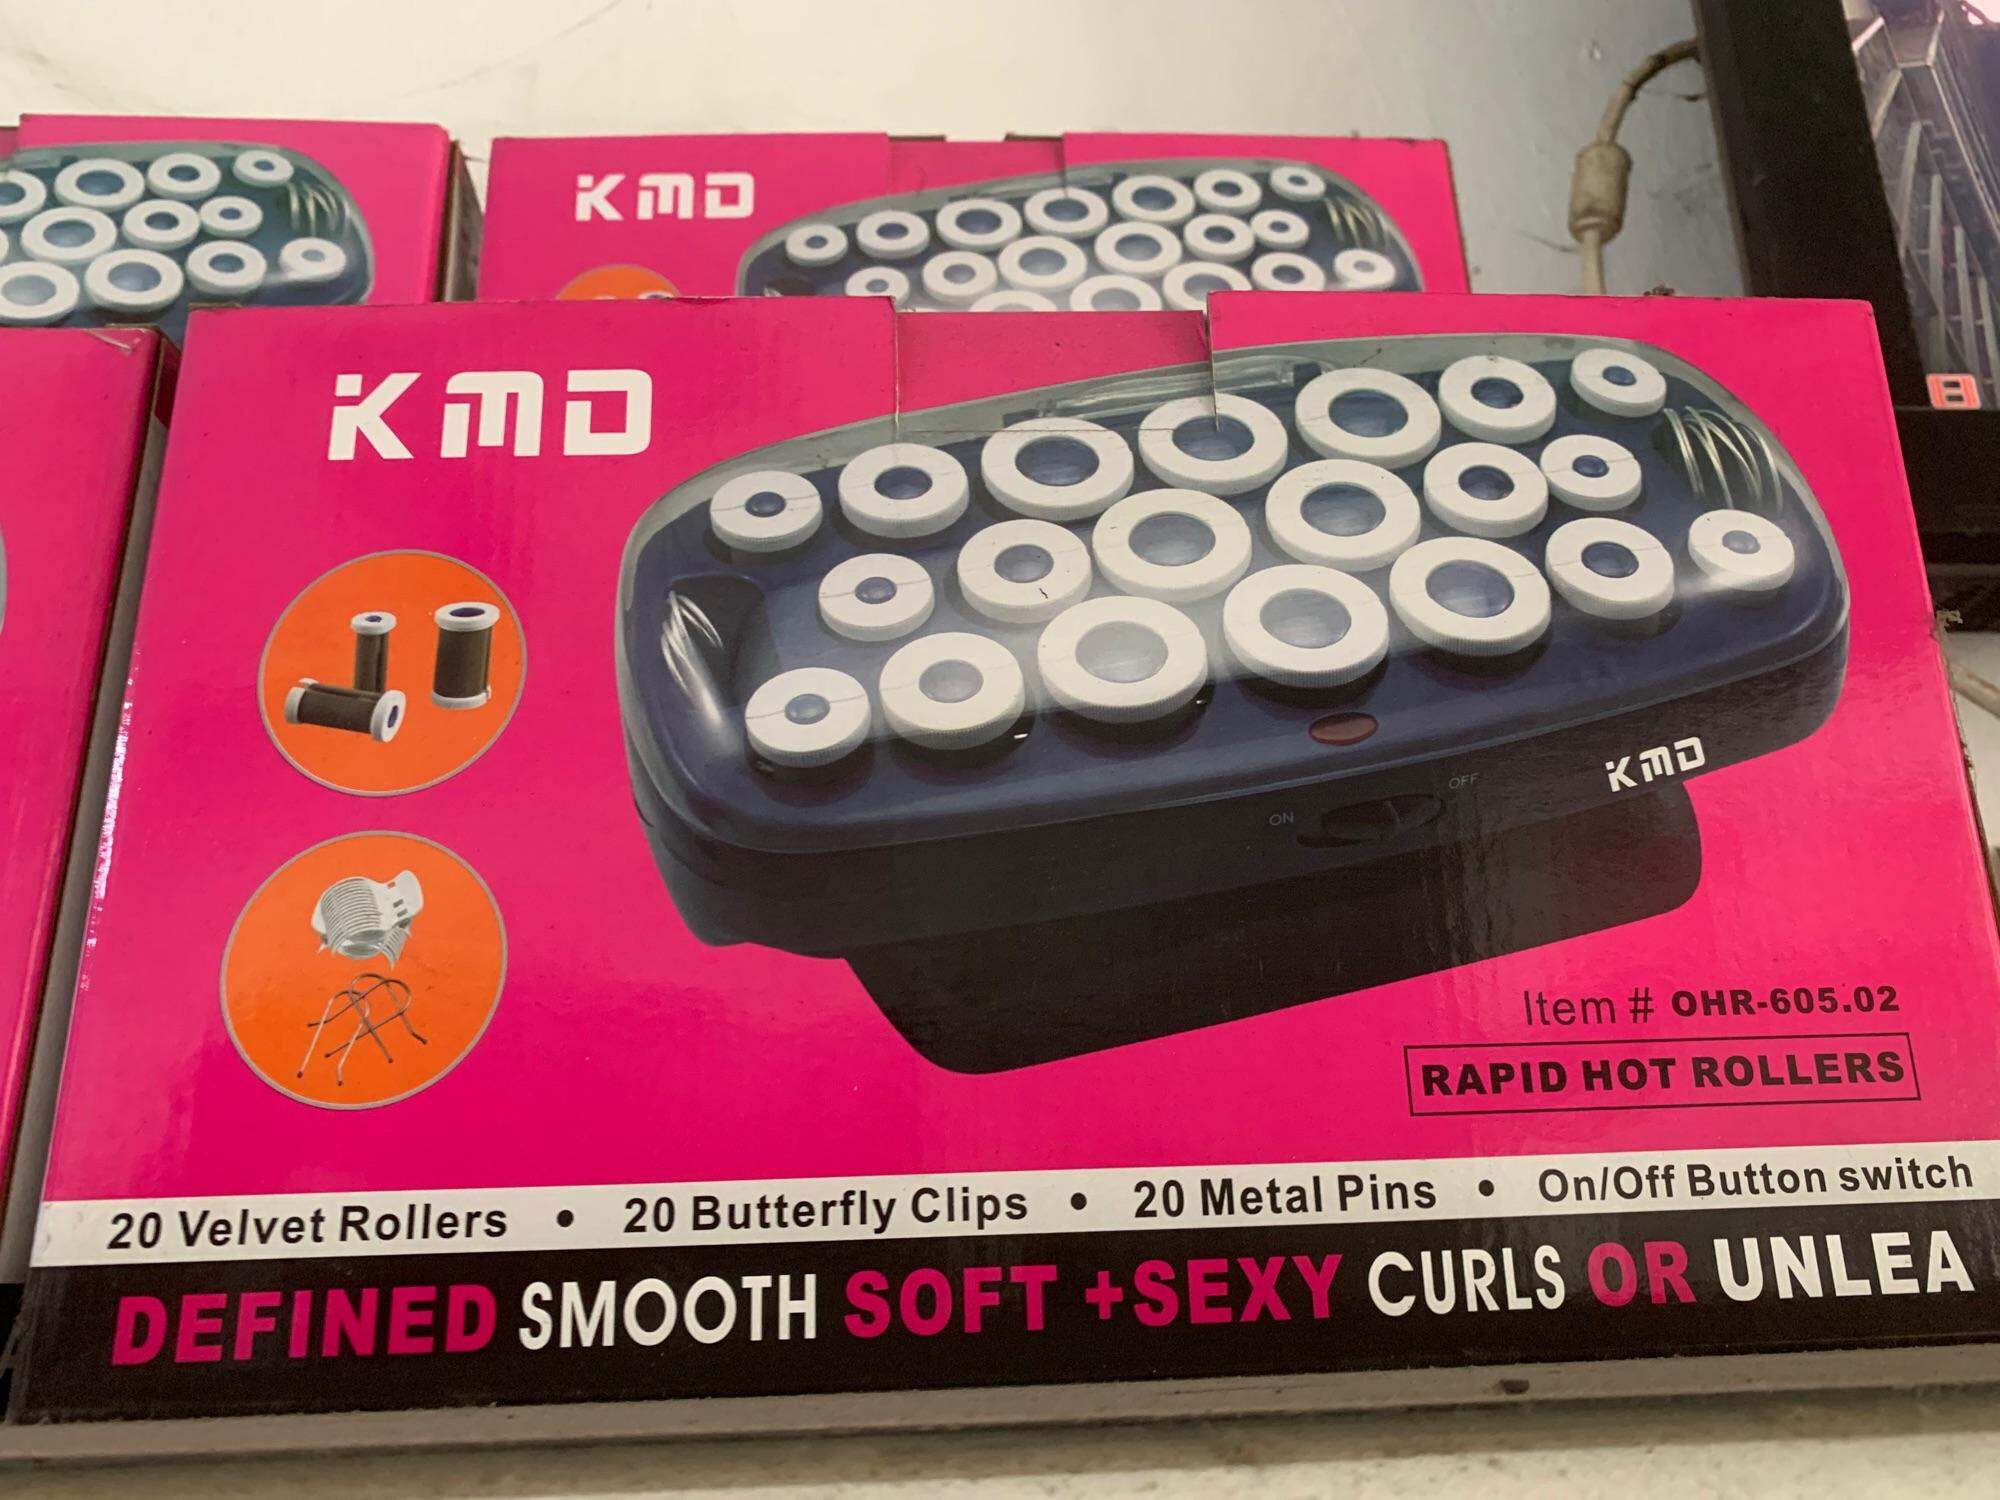 KMD
KMD
ON
OFF
KMD
Item # OHR-605.02
RAPID HOT ROLLERS
20 Velvet Rollers • 20 Butterfly Clips • 20 Metal Pins • On/Off Button switch
DEFINED SMOOTH SOFT +SEXY CURLS OR UNLEA